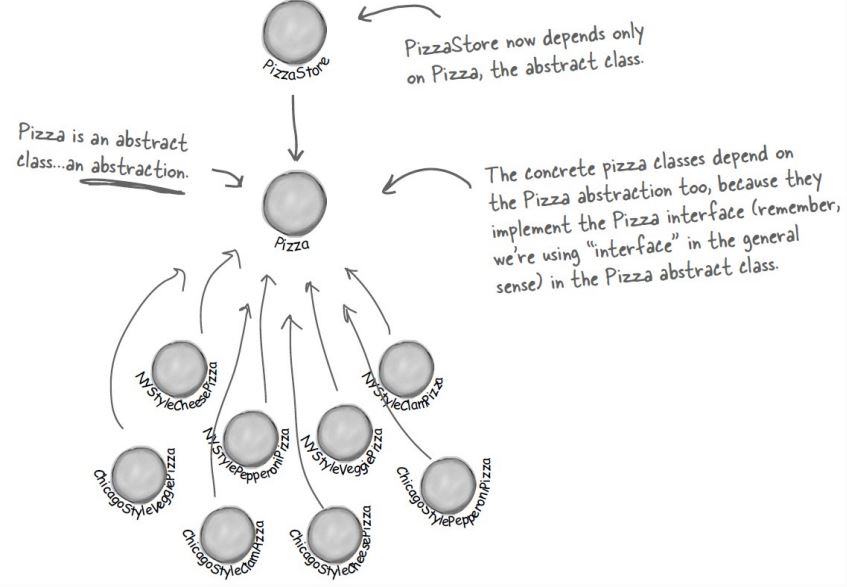 PizzaStore
PizzaStore now depends only
on Pizza, the abstract class.
Pizza is an abstract
class...an abstraction.
Pizza
The concrete pizza classes depend on
the Pizza abstraction too, because they
implement the Pizza interface (remember,
we're using "interface" in the general
sense) in the Pizza abstract class.
NYStyleCheesePizza
NYStyleClamPizza
NYStylePepperoniPizza
NYStyleVeggiePizza
ChicagoStyleVeggiePizza
ChicagoStylePepperoniPizza
ChicagoStyleClamPizza
ChicagoStyleCheesePizza